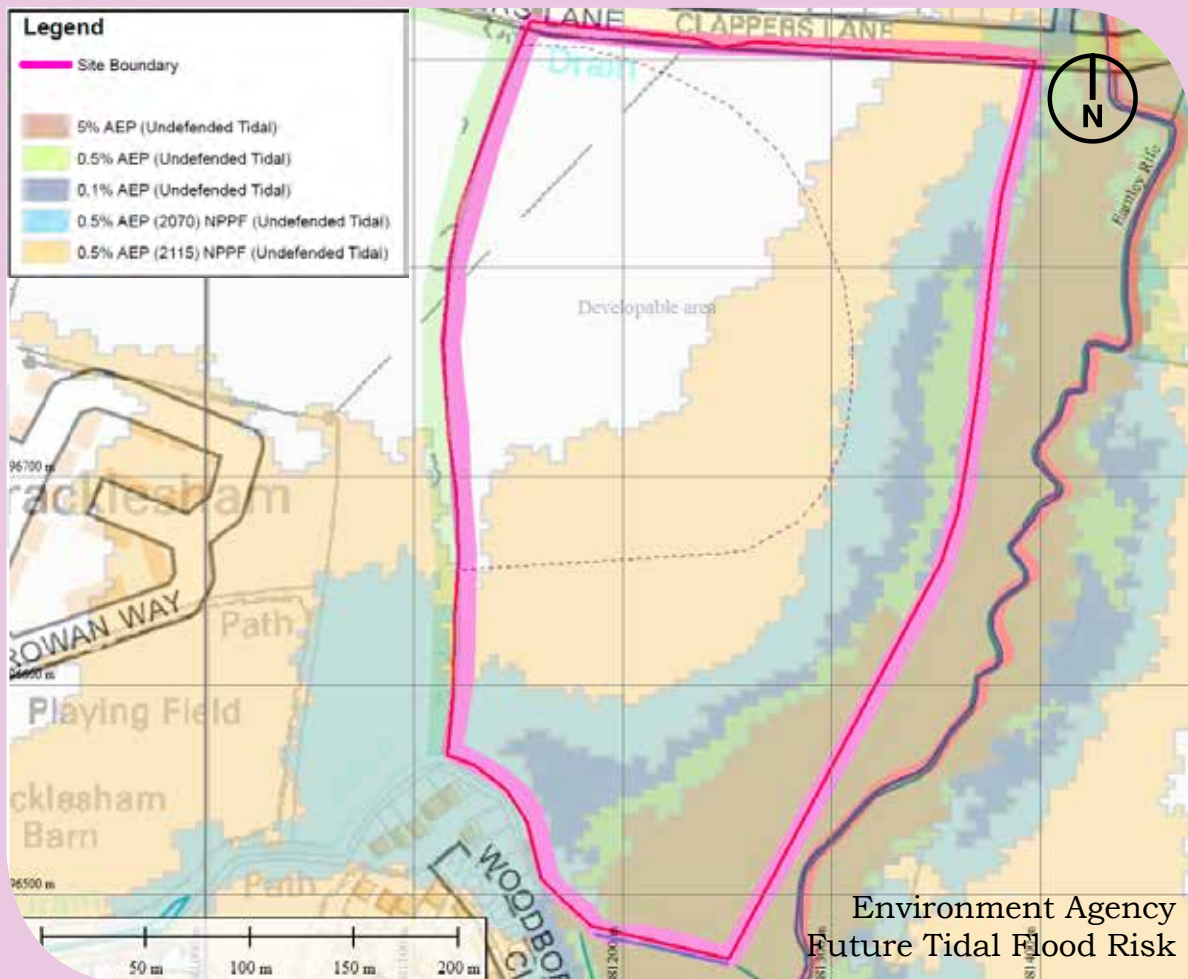 Legend
Site Boundary
5% AEP (Undefended Tidal)
0.5% AEP (Undefended Tidal)
0.1% AEP (Undefended Tidal)
0.5% AEP (2070) NPPF (Undefended Tidal)
0.5% AEP (2115) NPPF (Undefended Tidal)
LANE
CLAPPERS LANE
Drain
N
Rife
Developable area
96700 m
racklesham
ROWAN WAY
Path
Playing Field
cklesham
Barn
Path
96500 m
WOODBOR
50 m
100 m
150 m
200 m
Environment Agency
Future Tidal Flood Risk